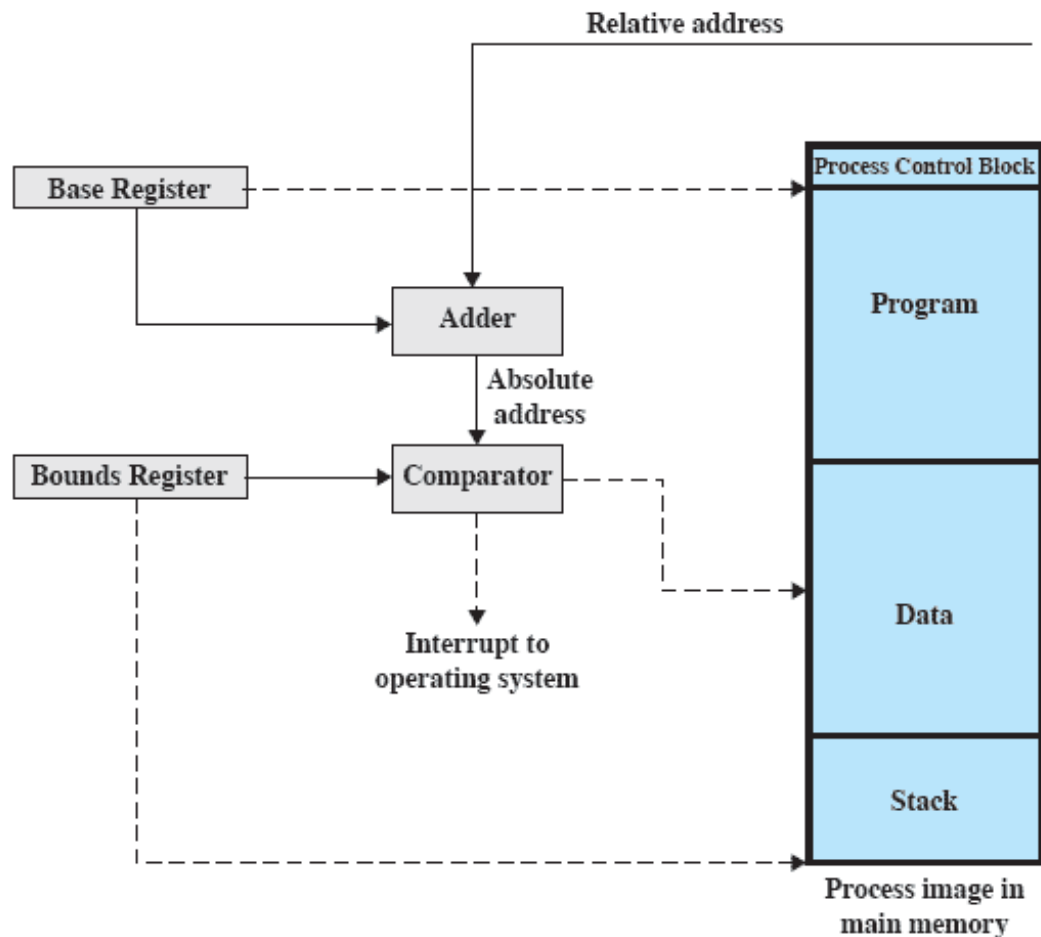 Relative address
Process Control Block
Base Register
Program
Adder
Absolute
address
Bounds Register
Comparator
Data
Interrupt to
operating system
Stack
Process image in
main memory